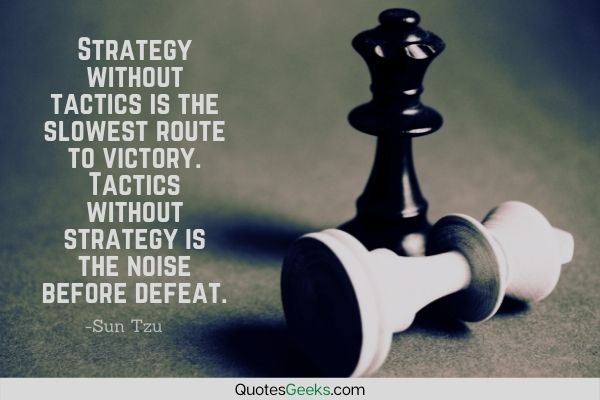 Strategy
without
tactics is the
slowest route
to victory.
Tactics
without
strategy is
the noise
before defeat.
-Sun Tzu
QuotesGeeks.com